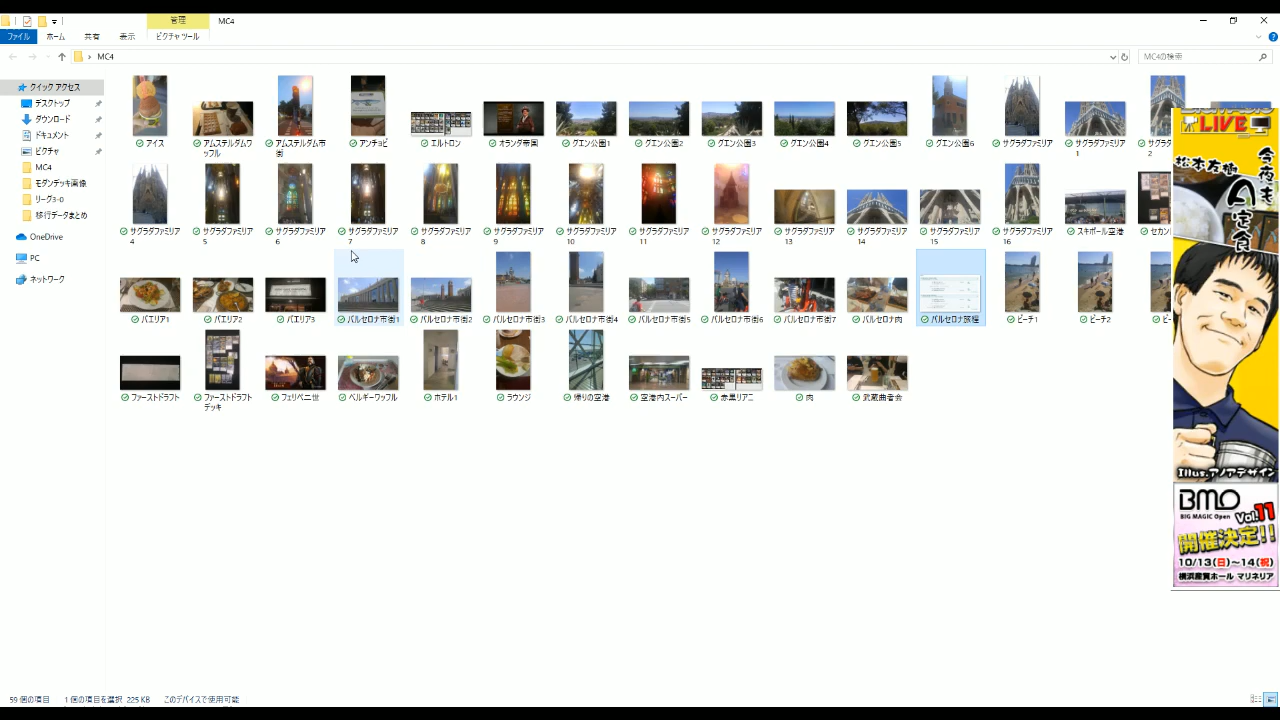 管理
MC4
ファイル
ホーム
共有
表示
ピクチャ ツール
MC4
MC4の検索
クイック アクセス
デスクトップ
ダウンロード
ドキュメント
ピクチャ
MC4
モダンデッキ画像
リーグ3-0
移行データまとめ
OneDrive
PC
ネットワーク
アイス
アムステルダムワッフル
アムステルダム市街
アンチョビ
エルトロン
オランダ帝国
グエン公園1
グエン公園2
グエン公園3
グエン公園4
グエン公園5
グエン公園6
サグラダファミリア
サグラダファミリア1
サグラダ
2
サグラダファミリア4
サグラダファミリア5
サグラダファミリア6
サグラダファミリア7
サグラダファミリア8
サグラダファミリア9
サグラダファミリア10
サグラダファミリア11
サグラダファミリア12
サグラダファミリア13
サグラダファミリア14
サグラダファミリア15
サグラダファミリア16
スキポール空港
セカン
パエリア1
パエリア2
パエリア3
バルセロナ市街1
バルセロナ市街2
バルセロナ市街3
バルセロナ市街4
バルセロナ市街5
バルセロナ市街6
バルセロナ市街7
バルセロナ肉
バルセロナ旅程
ビーチ1
ビーチ2
ビー
ファーストドラフト
ファーストドラフトデッキ
フェリペ二世
ベルギーワッフル
ホテル1
ラウンジ
帰りの空港
空港内スーパー
赤黒リアニ
肉
武蔵曲者会
LIVE
今夜も
松本友樹
A定食
Illus.アノアデザイン
BMO
BIG MAGIC Open
Vol.11
開催決定!!
10/13(日)～14(祝)
横浜産貿ホール マリネリア
59 個の項目
1 個の項目を選択 225 KB
このデバイスで使用可能